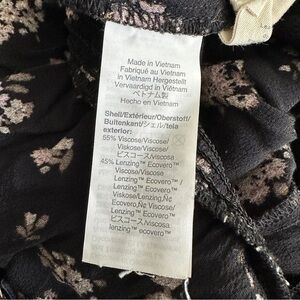 Made in Vietnam
Fabriqué au Vietnam
in Vietnam Hergestellt
Vervaardigd in Vietnam
ベトナム製
Hecho en Vietnam
Shell/Extérieur/Oberstoff/
Buitenkant/シェル/tela
exterior:
55% Viscose/Viscose/
Viskose/Viscose/
ビスコース/viscosa
45% Lenzing™ Ecovero™ /
Lenzing™ Ecovero™
Viscose/Lenzing™
Ecovero™ Viscose/
Lenzing™ Ecovero™
Viscose/ビスコース/viscosa
Lenzing™ ecovero™